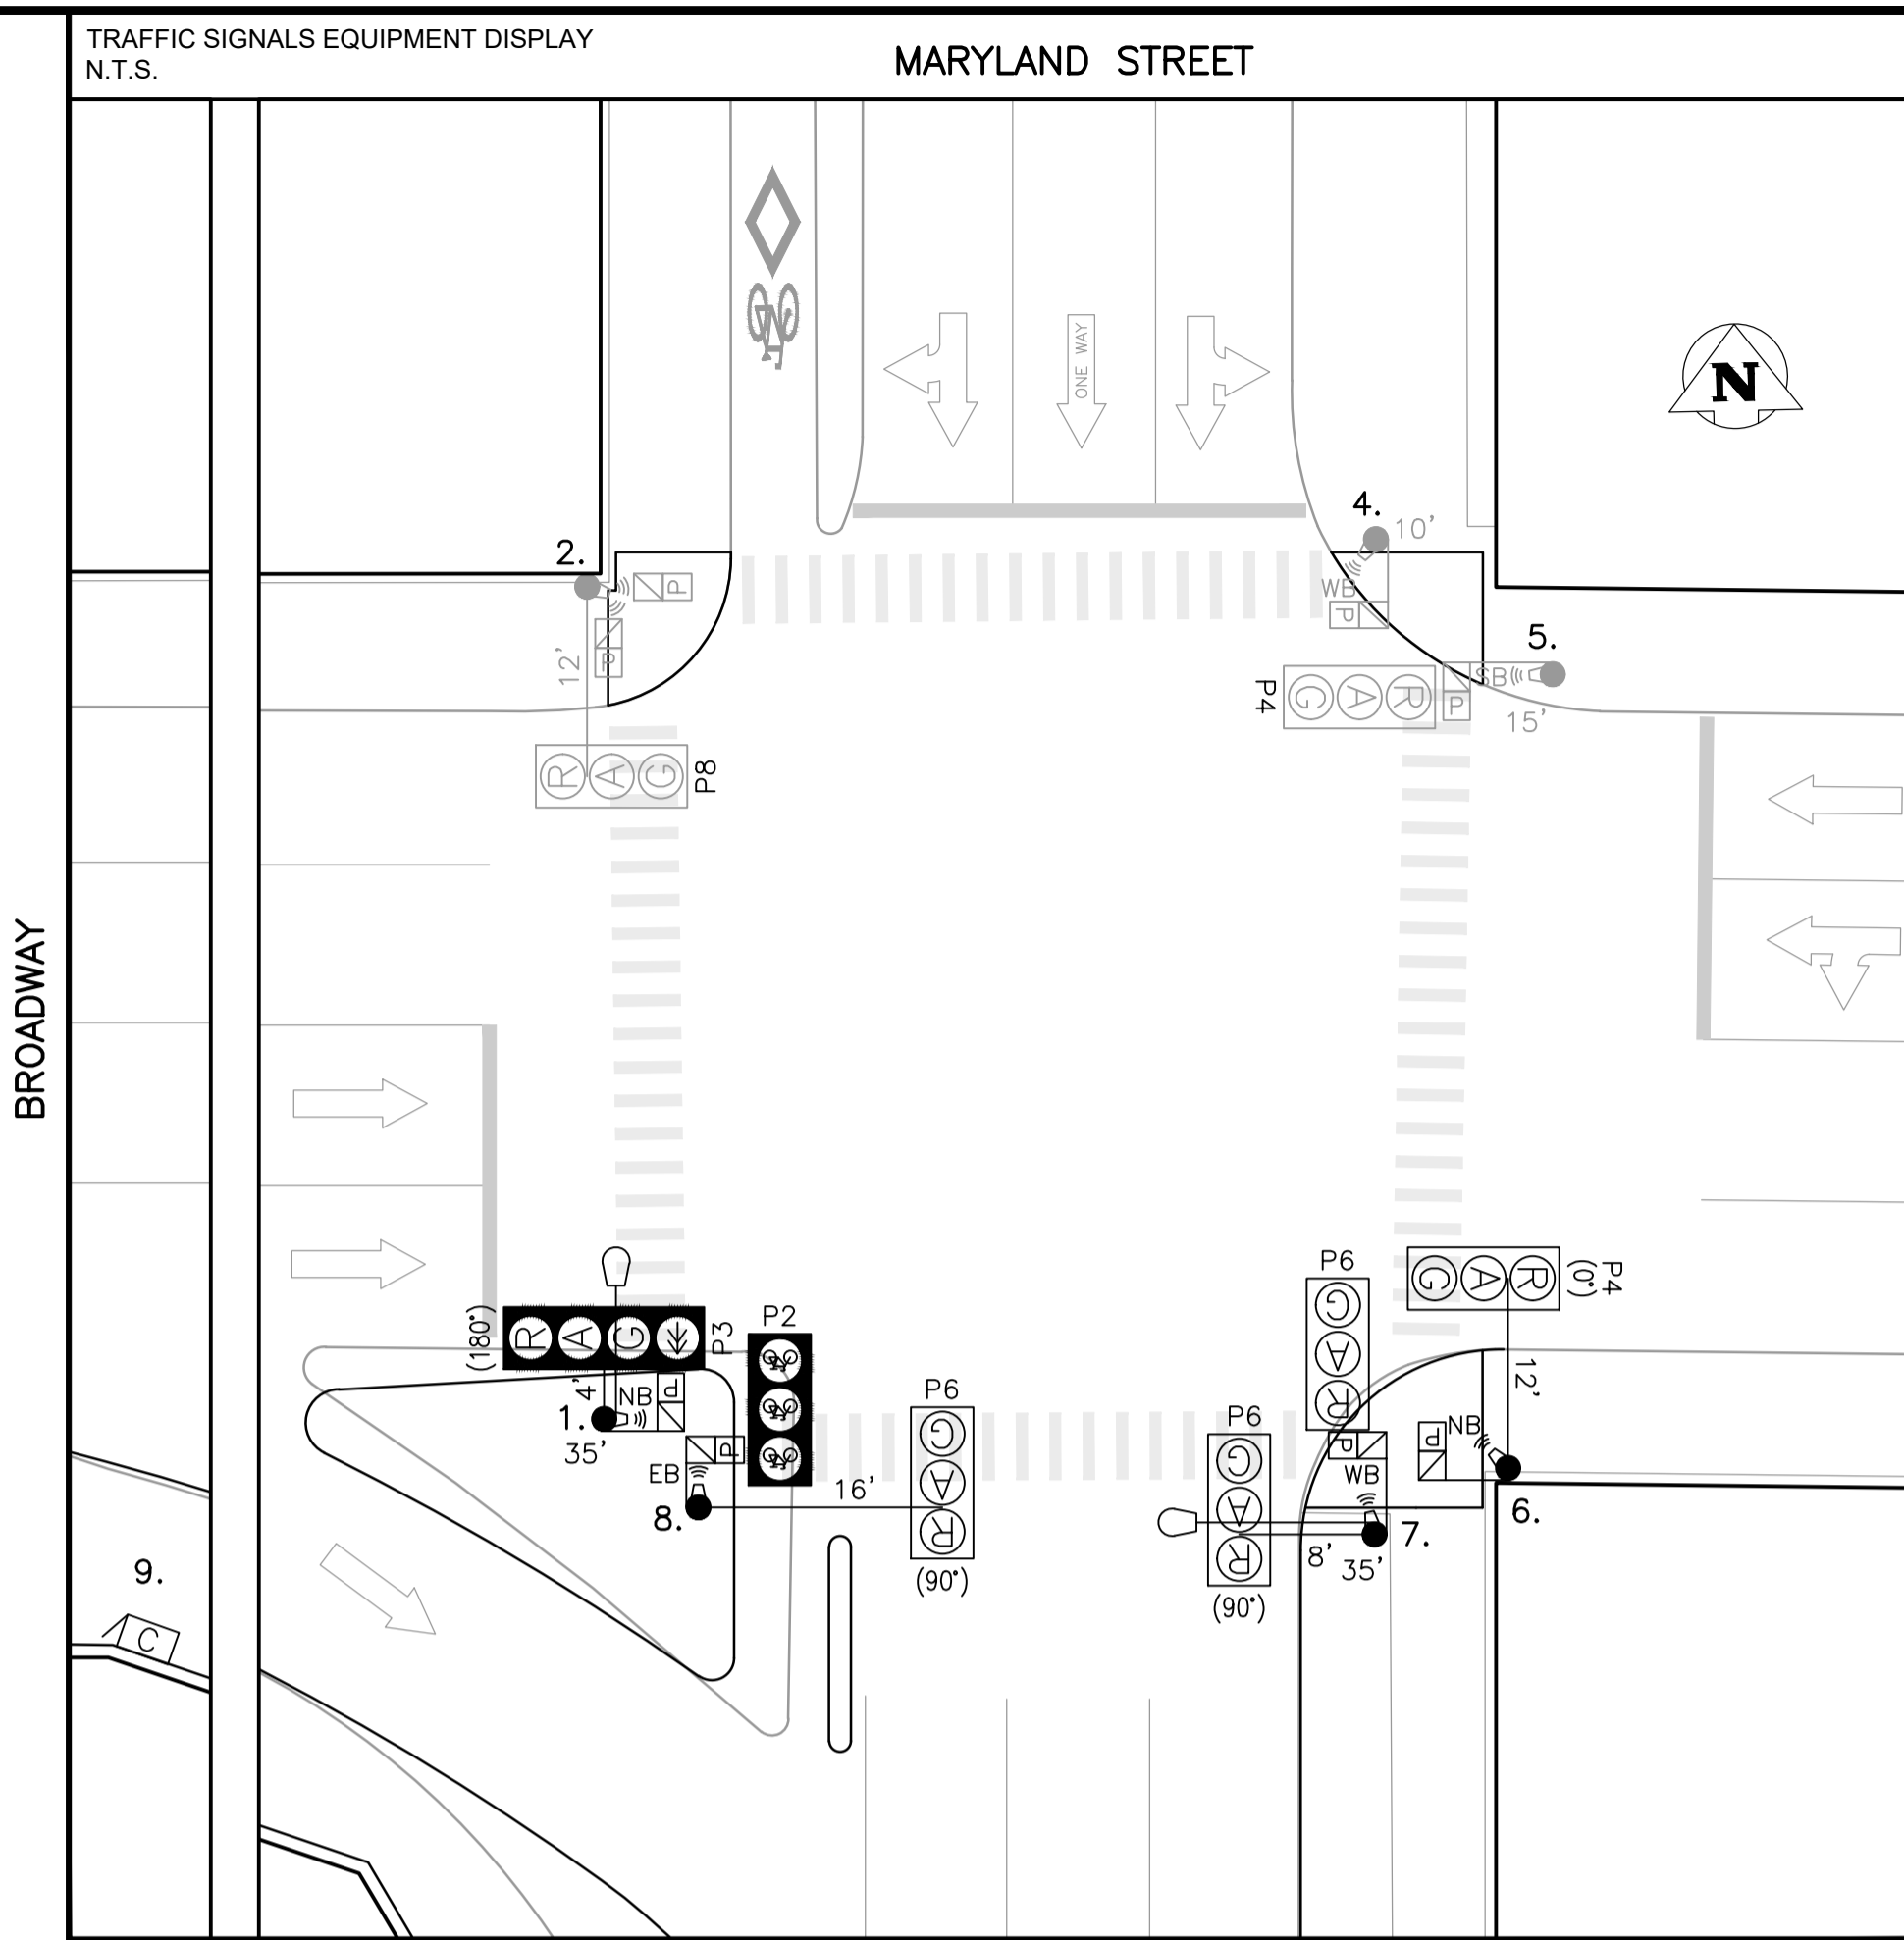 TRAFFIC SIGNALS EQUIPMENT DISPLAY
N.T.S.
MARYLAND STREET
BROADWAY
ONE WAY
N
2.
P
P
12'
R A G
P8
4.
10'
WB
P
5.
SB
P
15'
P4
G A R
(180°)
R A G
P3
4'
NB
P
1.
35'
P2
EB
P
8.
16'
P6
G A R
(90°)
P6
G A R
(90°)
P6
G A R
P4
(0°)
G A R
12'
NB
P
6.
P
WB
7.
8'
35'
9.
C